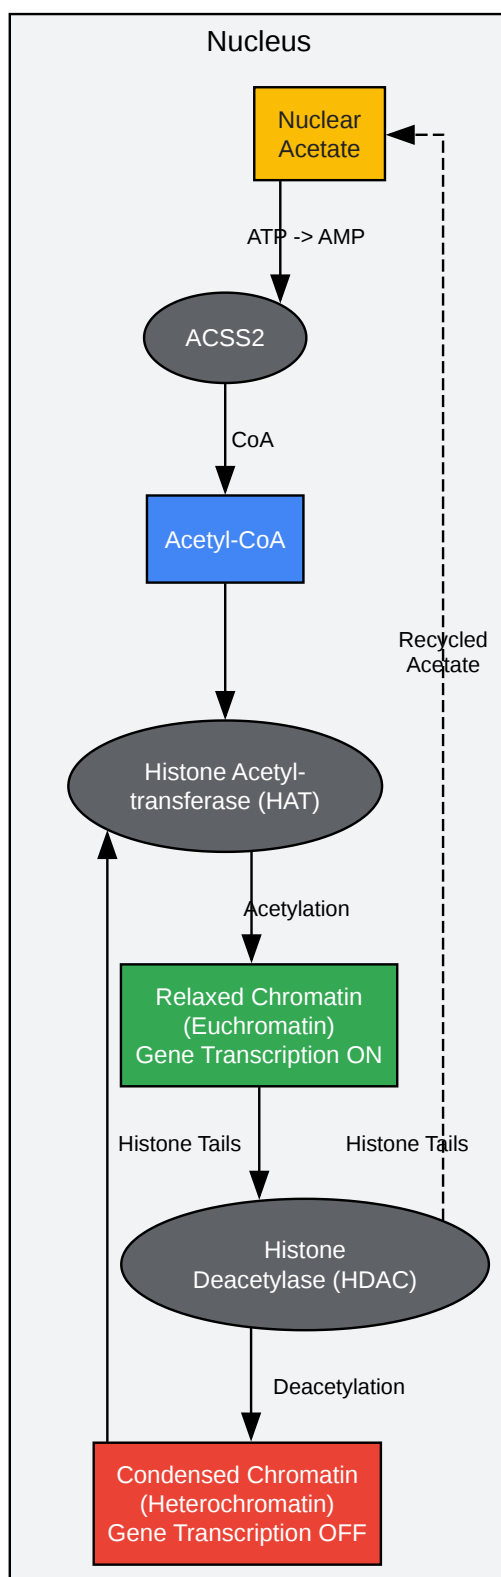 Nucleus
Nuclear
Acetate
ATP -> AMP
ACSS2
CoA
Acetyl-CoA
Recycled
Acetate
Histone Acetyl-
transferase (HAT)
Acetylation
Relaxed Chromatin
(Euchromatin)
Gene Transcription ON
Histone Tails
Histone Tails
Histone
Deacetylase (HDAC)
Deacetylation
Condensed Chromatin
(Heterochromatin)
Gene Transcription OFF